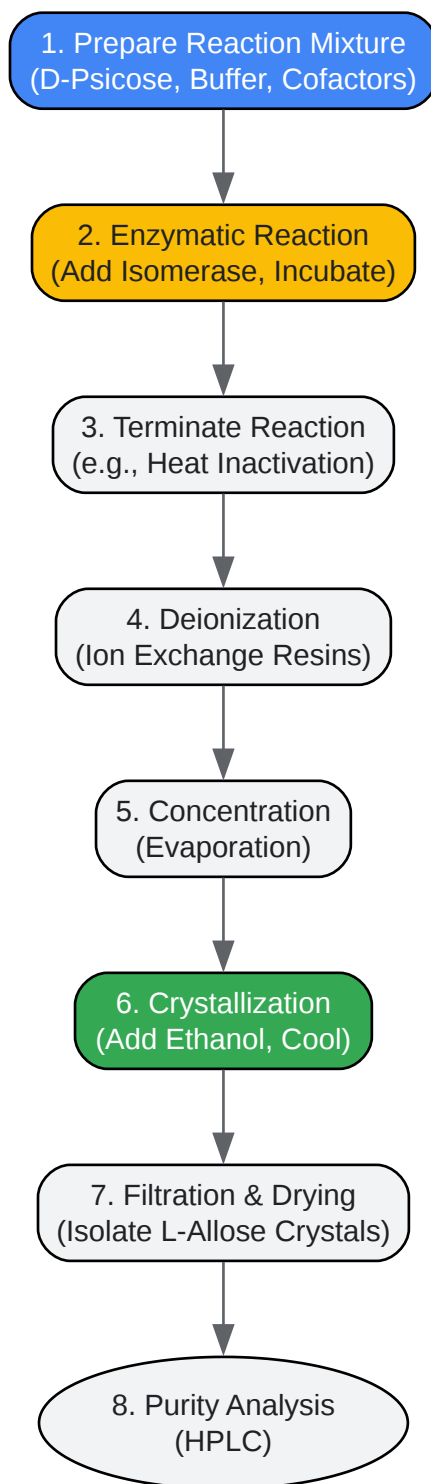 1. Prepare Reaction Mixture
(D-Psicose, Buffer, Cofactors)
2. Enzymatic Reaction
(Add Isomerase, Incubate)
3. Terminate Reaction
(e.g., Heat Inactivation)
4. Deionization
(Ion Exchange Resins)
5. Concentration
(Evaporation)
6. Crystallization
(Add Ethanol, Cool)
7. Filtration & Drying
(Isolate L-Allose Crystals)
8. Purity Analysis
(HPLC)